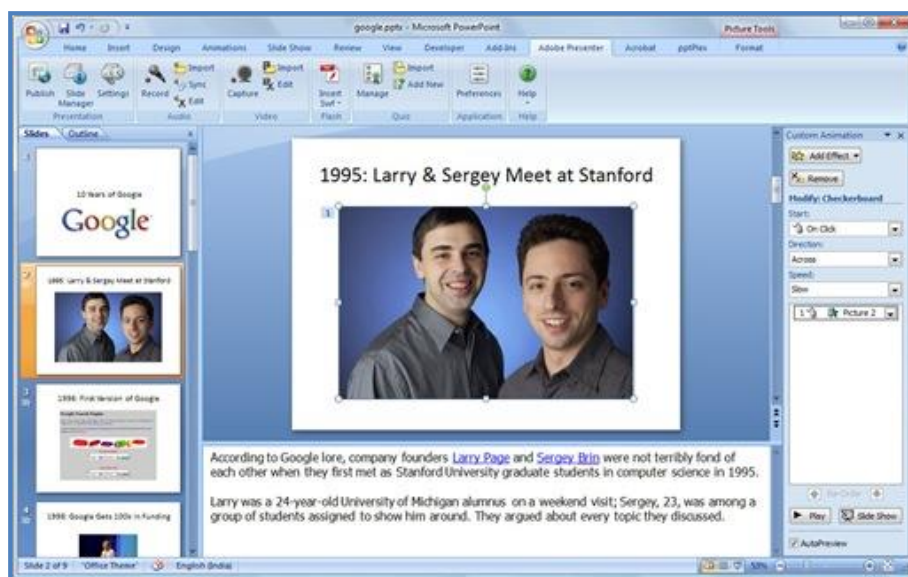 google.pptx - Microsoft PowerPoint
Picture Tools
Home Insert Design Animations Slide Show Review View Developer Add-Ins Adobe Presenter Acrobat pptPlex Format
Publish Slide Manager Settings Record Import Sync Edit Capture Import Edit Insert Swf Manage Import Add New Preferences Help
Presentation Audio Video Flash Quiz Application Help
Slides Outline
1
10 Years of Google
Google
2
1995: Larry & Sergey Meet at Stanford
3
1996: First Version of Google
4
1998: Google Gets 100k in Funding
1995: Larry & Sergey Meet at Stanford
1
According to Google lore, company founders Larry Page and Sergey Brin were not terribly fond of
each other when they first met as Stanford University graduate students in computer science in 1995.
Larry was a 24-year-old University of Michigan alumnus on a weekend visit; Sergey, 23, was among a
group of students assigned to show him around. They argued about every topic they discussed.
Custom Animation
Add Effect
Remove
Modify: Checkerboard
Start:
On Click
Direction:
Across
Speed:
Slow
1 Picture 2
Re-Order
Play Slide Show
AutoPreview
Slide 2 of 9 "Office Theme" English (India) 53%